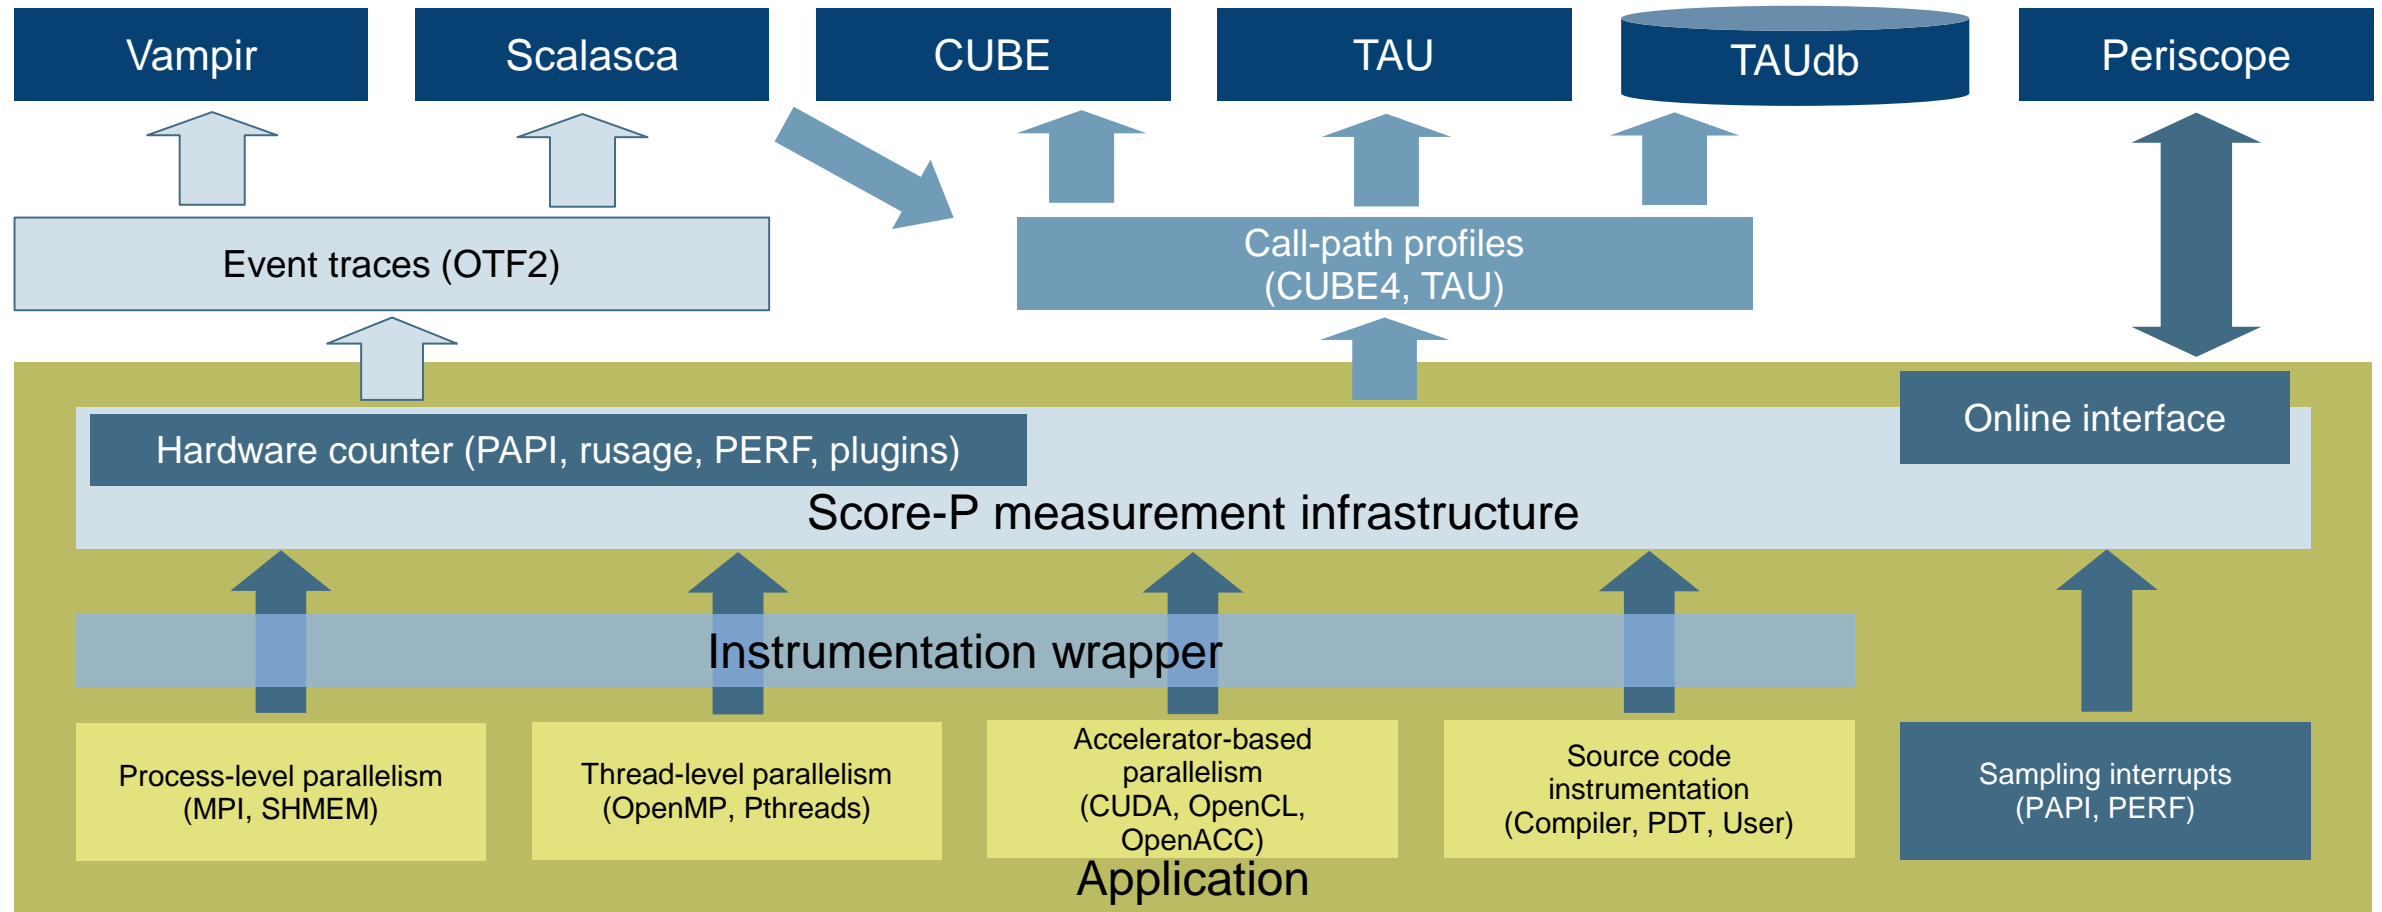 Vampir
Scalasca
CUBE
TAU
TAUdb
Periscope
Event traces (OTF2)
Call-path profiles
(CUBE4, TAU)
Online interface
Hardware counter (PAPI, rusage, PERF, plugins)
Score-P measurement infrastructure
Instrumentation wrapper
Process-level parallelism
(MPI, SHMEM)
Thread-level parallelism
(OpenMP, Pthreads)
Accelerator-based
parallelism
(CUDA, OpenCL,
OpenACC)
Source code
instrumentation
(Compiler, PDT, User)
Sampling interrupts
(PAPI, PERF)
Application